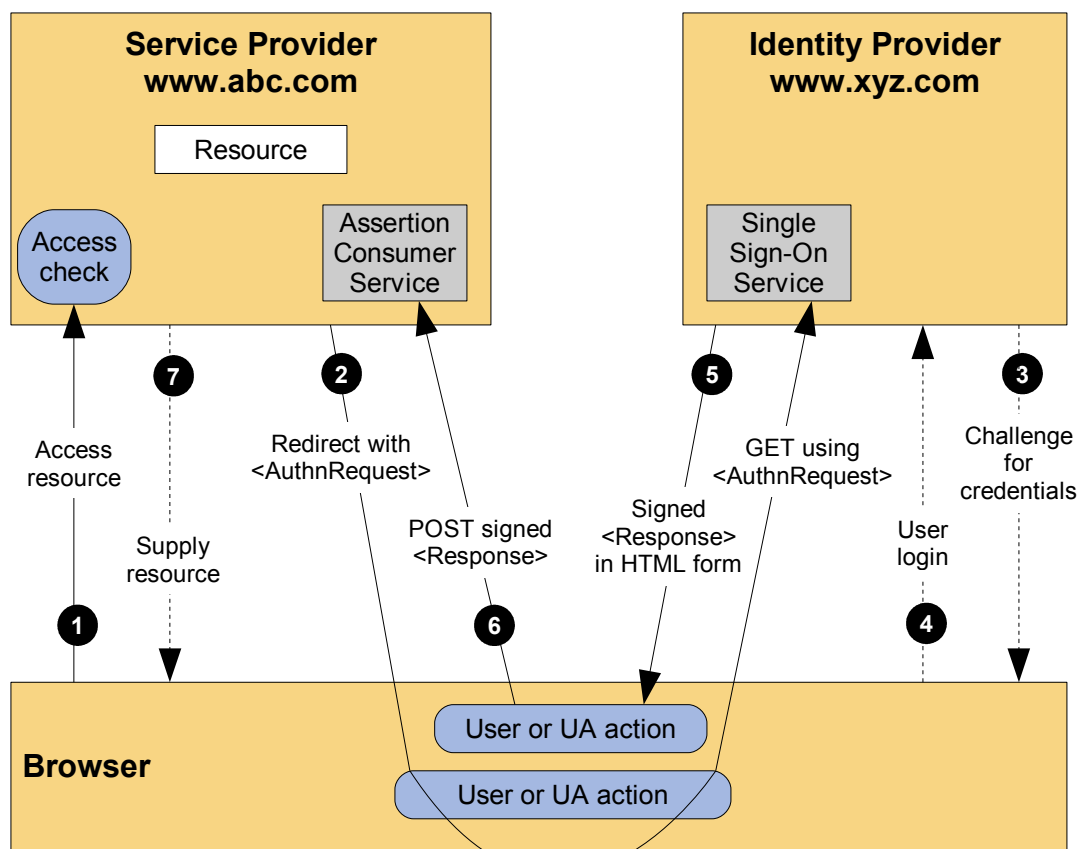 Service Provider
www.abc.com
Identity Provider
www.xyz.com
Resource
Access
check
Assertion
Consumer
Service
Single
Sign-On
Service
7
2
5
3
Access
resource
Redirect with
<AuthnRequest>
GET using
<AuthnRequest>
Challenge
for
credentials
Supply
resource
POST signed
<Response>
Signed
<Response>
in HTML form
User
login
1
6
4
User or UA action
Browser
User or UA action